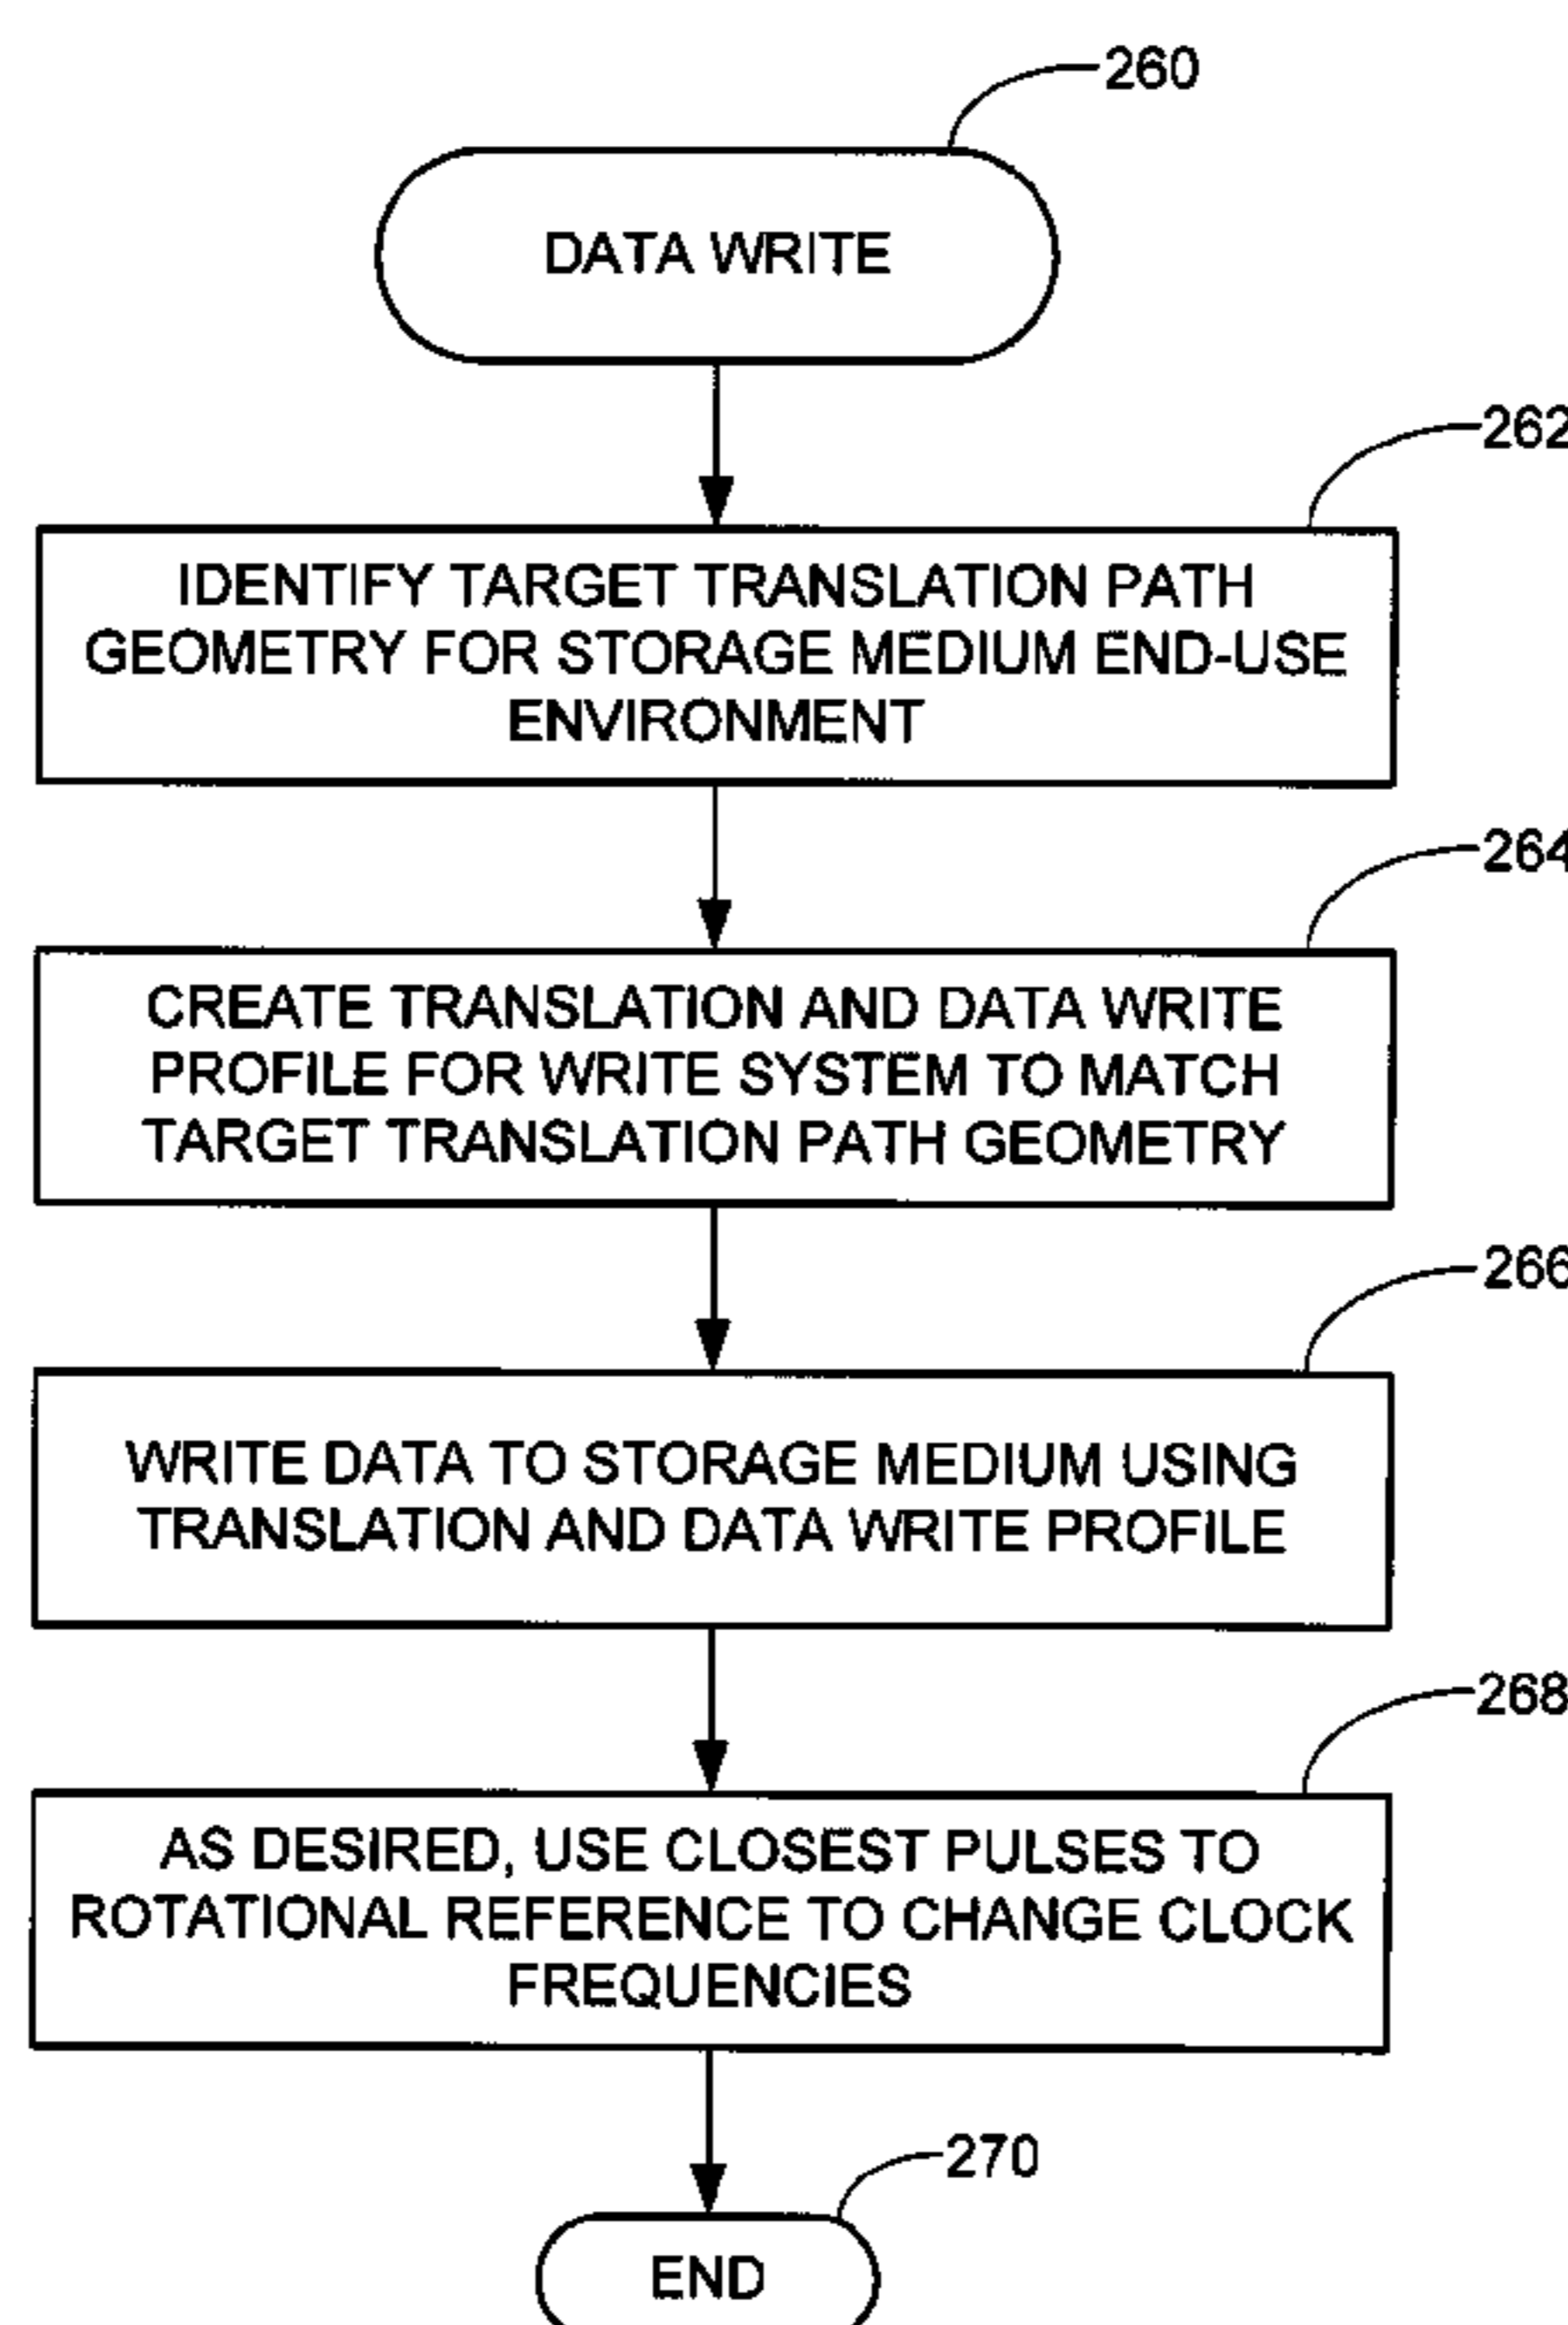 260
DATA WRITE
262
IDENTIFY TARGET TRANSLATION PATH
GEOMETRY FOR STORAGE MEDIUM END-USE
ENVIRONMENT
264
CREATE TRANSLATION AND DATA WRITE
PROFILE FOR WRITE SYSTEM TO MATCH
TARGET TRANSLATION PATH GEOMETRY
266
WRITE DATA TO STORAGE MEDIUM USING
TRANSLATION AND DATA WRITE PROFILE
268
AS DESIRED, USE CLOSEST PULSES TO
ROTATIONAL REFERENCE TO CHANGE CLOCK
FREQUENCIES
270
END